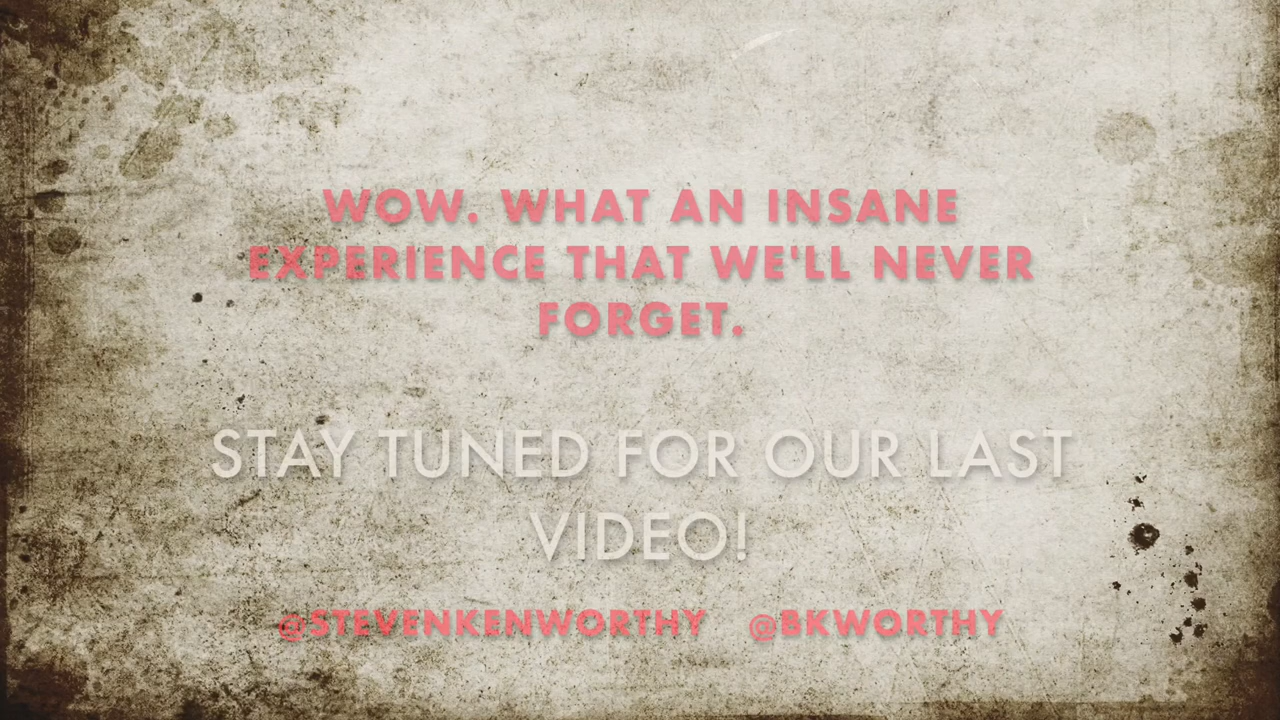 WOW. WHAT AN INSANE
EXPERIENCE THAT WE'LL NEVER
FORGET.
STAY TUNED FOR OUR LAST
VIDEO!
@STEVENKENWORTHY @BKWORTHY